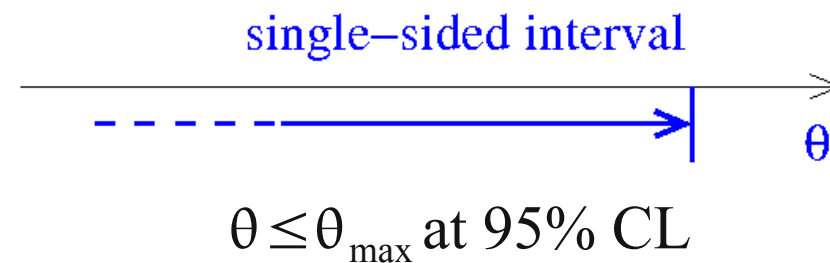 single−sided interval
θ
θ ≤ θmax at 95% CL